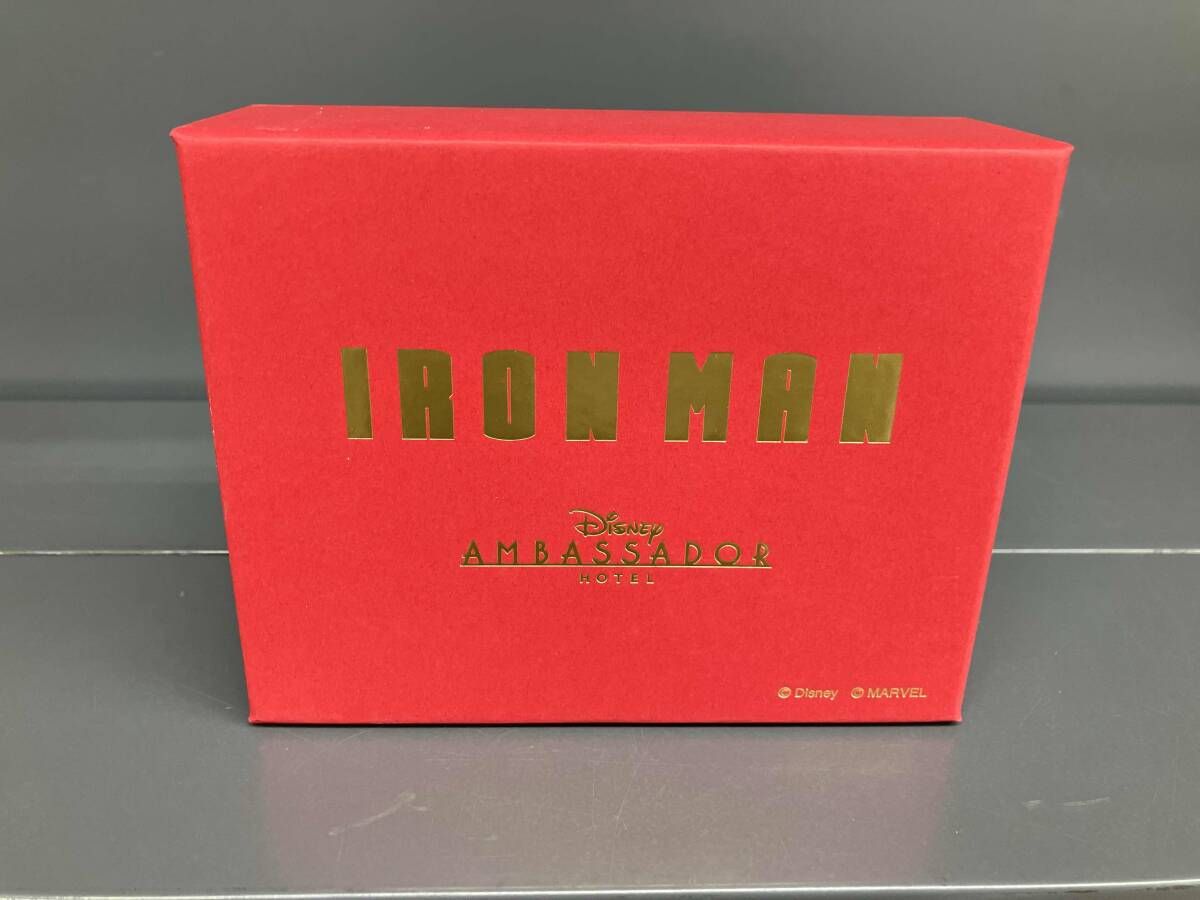 IRON MAN
Disney
AMBASSADOR
HOTEL
© Disney © MARVEL